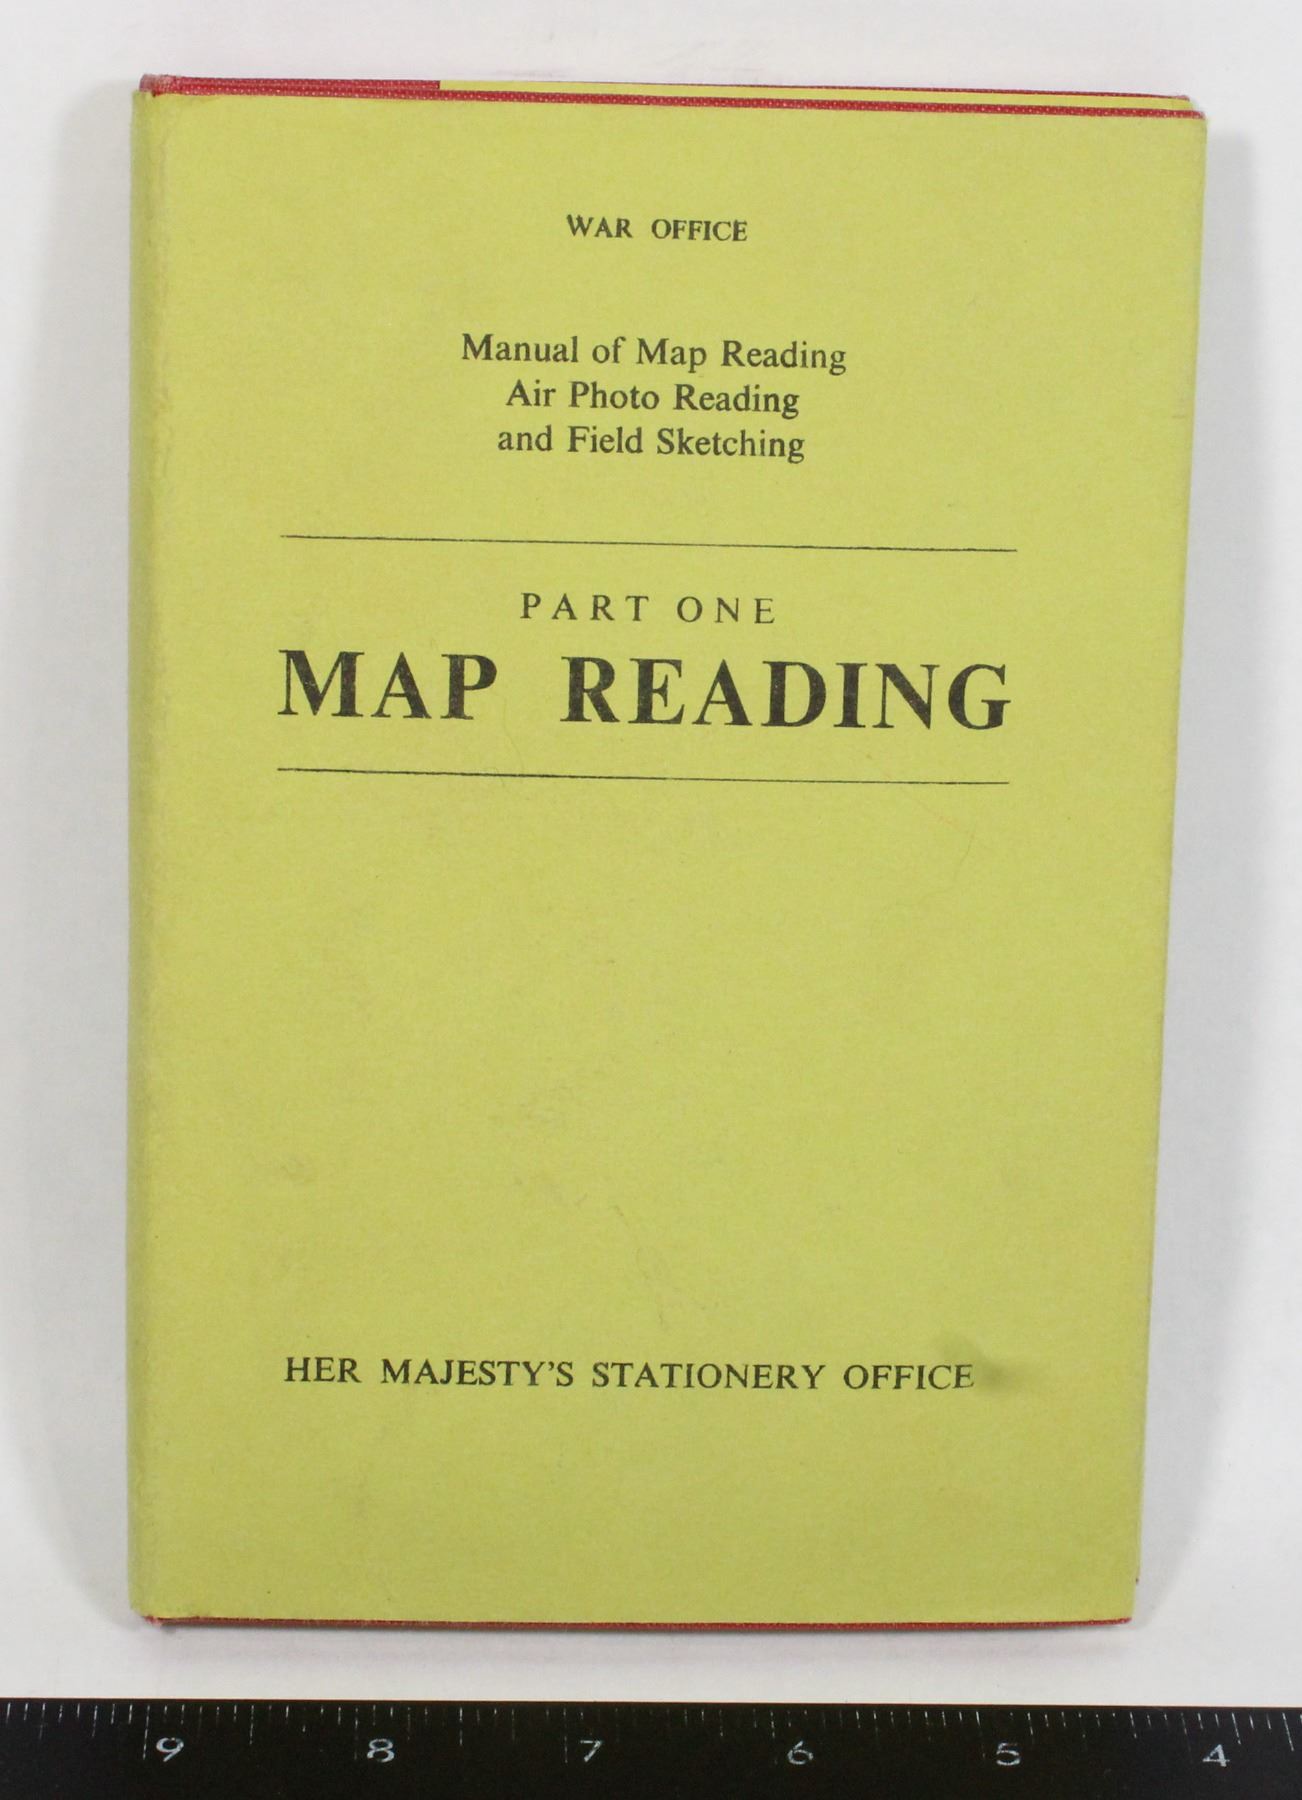 WAR OFFICE
Manual of Map Reading
Air Photo Reading
and Field Sketching
PART ONE
MAP READING
HER MAJESTY'S STATIONERY OFFICE
9 8 7 6 5 4